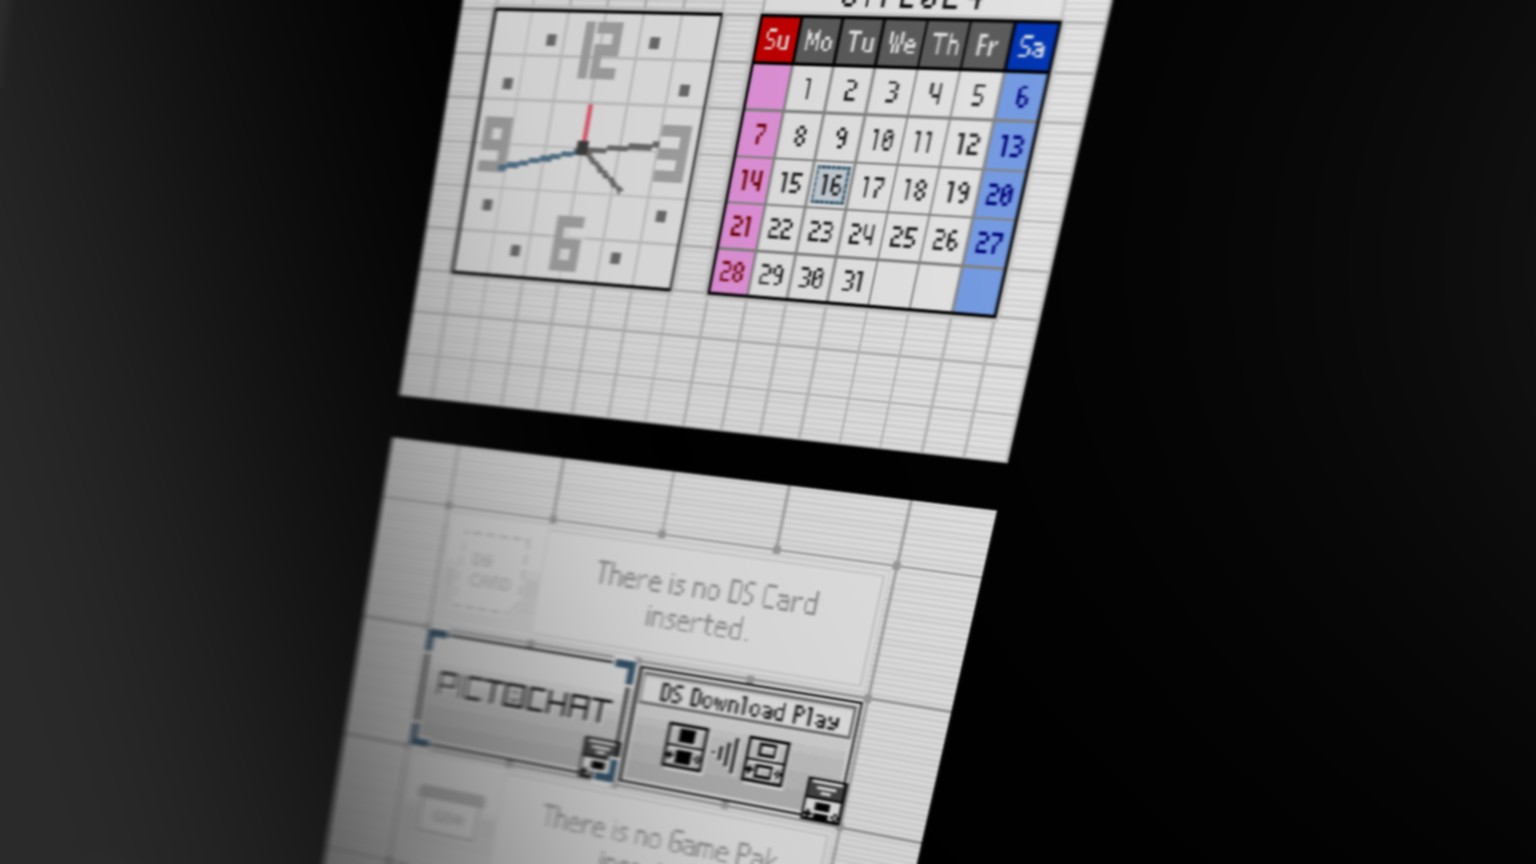 12
9
3
6
Su Mo Tu We Th Fr Sa
1 2 3 4 5 6
7 8 9 10 11 12 13
14 15 16 17 18 19 20
21 22 23 24 25 26 27
28 29 30 31
DS
CARD
There is no DS Card
inserted.
PICTOCHAT
DS Download Play
There is no Game Pak